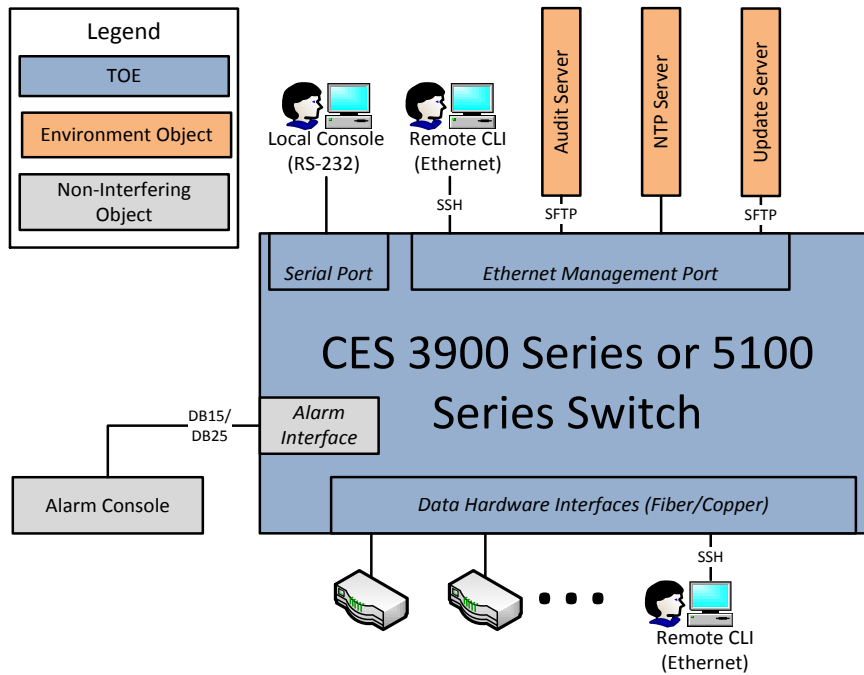 Legend
TOE
Environment Object
Non-Interfering
Object
Local Console
(RS-232)
Remote CLI
(Ethernet)
Audit Server
NTP Server
Update Server
SSH
SFTP
SFTP
Serial Port
Ethernet Management Port
CES 3900 Series or 5100
Series Switch
DB15/
DB25
Alarm
Interface
Alarm Console
Data Hardware Interfaces (Fiber/Copper)
SSH
Remote CLI
(Ethernet)